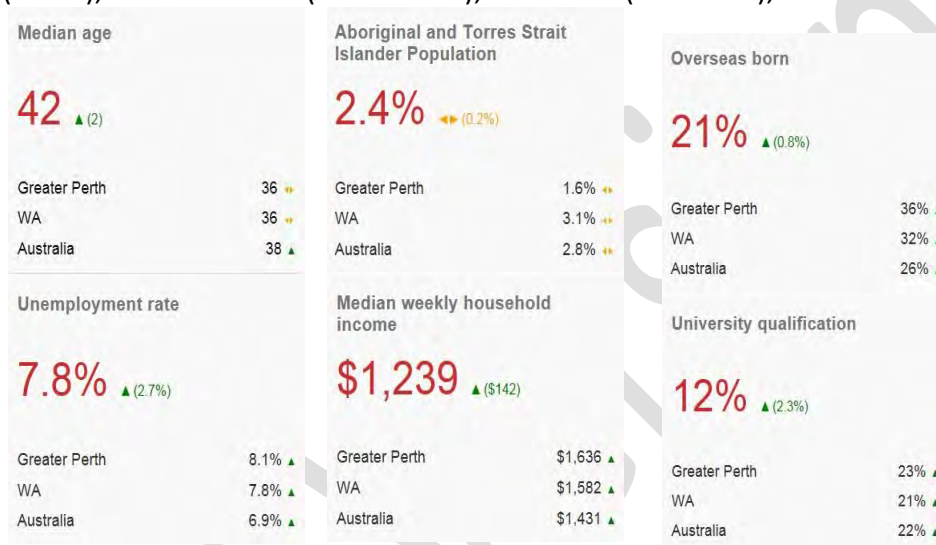 Median age
42 ▲ (2)
Greater Perth 36
WA 36
Australia 38 ▲
Aboriginal and Torres Strait
Islander Population
2.4% ◄► (0.2%)
Greater Perth 1.6% ◄►
WA 3.1% ◄►
Australia 2.8% ◄►
Overseas born
21% ▲ (0.8%)
Greater Perth 36%
WA 32%
Australia 26%
Unemployment rate
7.8% ▲ (2.7%)
Greater Perth 8.1% ▲
WA 7.8% ▲
Australia 6.9% ▲
Median weekly household
income
$1,239 ▲ ($142)
Greater Perth $1,636 ▲
WA $1,582 ▲
Australia $1,431 ▲
University qualification
12% ▲ (2.3%)
Greater Perth 23% ▲
WA 21% ▲
Australia 22% ▲